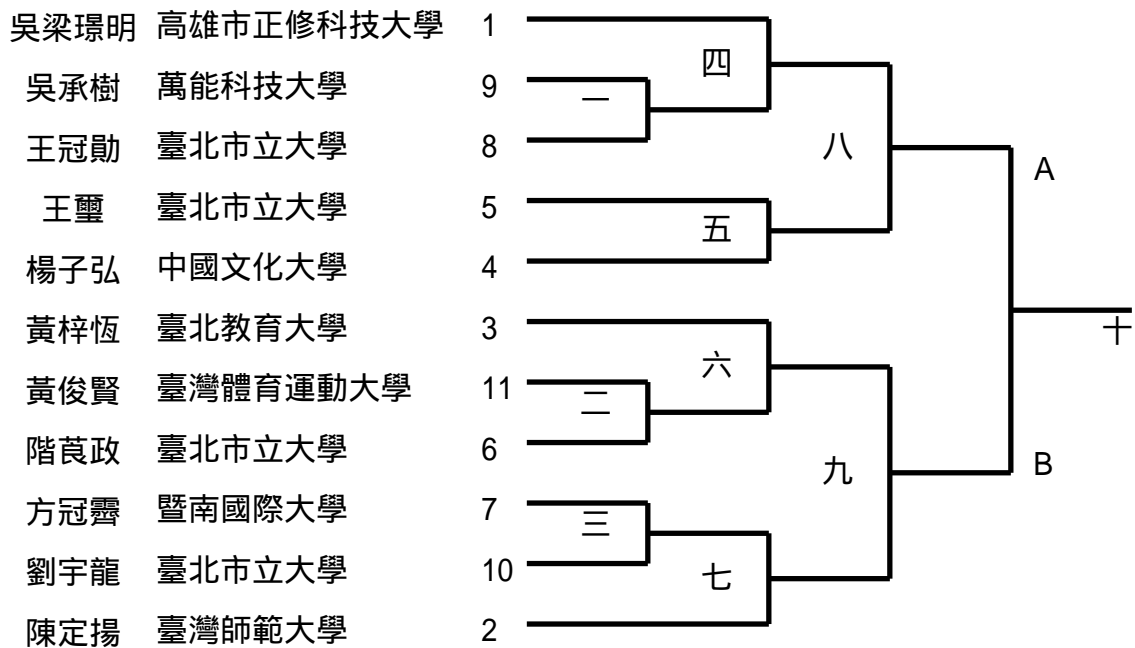 吳梁璟明 高雄市正修科技大學 1
四
吳承樹 萬能科技大學 9
一
王冠勛 臺北市立大學 8
八
A
王璽 臺北市立大學 5
五
楊子弘 中國文化大學 4
黃梓恆 臺北教育大學 3
十
六
黃俊賢 臺灣體育運動大學 11
二
階莨政 臺北市立大學 6
九
B
方冠霽 暨南國際大學 7
三
劉宇龍 臺北市立大學 10
七
陳定揚 臺灣師範大學 2